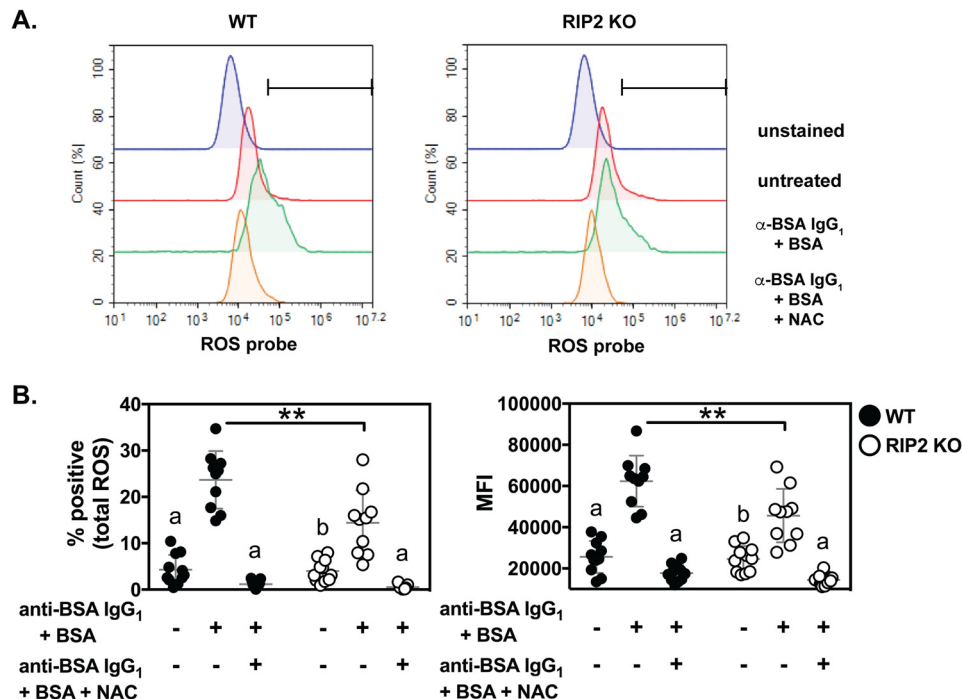 A.
WT
RIP2 KO
Count (%|
100
80
60
40
20
0
10^1 10^2 10^3 10^4 10^5 10^6 10^7.2
ROS probe
Count (%|
100
80
60
40
20
0
10^1 10^2 10^3 10^4 10^5 10^6 10^7.2
ROS probe
unstained
untreated
α-BSA IgG₁
+ BSA
α-BSA IgG₁
+ BSA
+ NAC
B.
% positive
(total ROS)
40
30
20
10
0
**
a
a
b
a
anti-BSA IgG₁
+ BSA
- + + - + +
anti-BSA IgG₁
+ BSA + NAC
- - + - - +
MFI
100000
80000
60000
40000
20000
**
a
a
b
a
WT
RIP2 KO
anti-BSA IgG₁
+ BSA
- + + - + +
anti-BSA IgG₁
+ BSA + NAC
- - + - - +